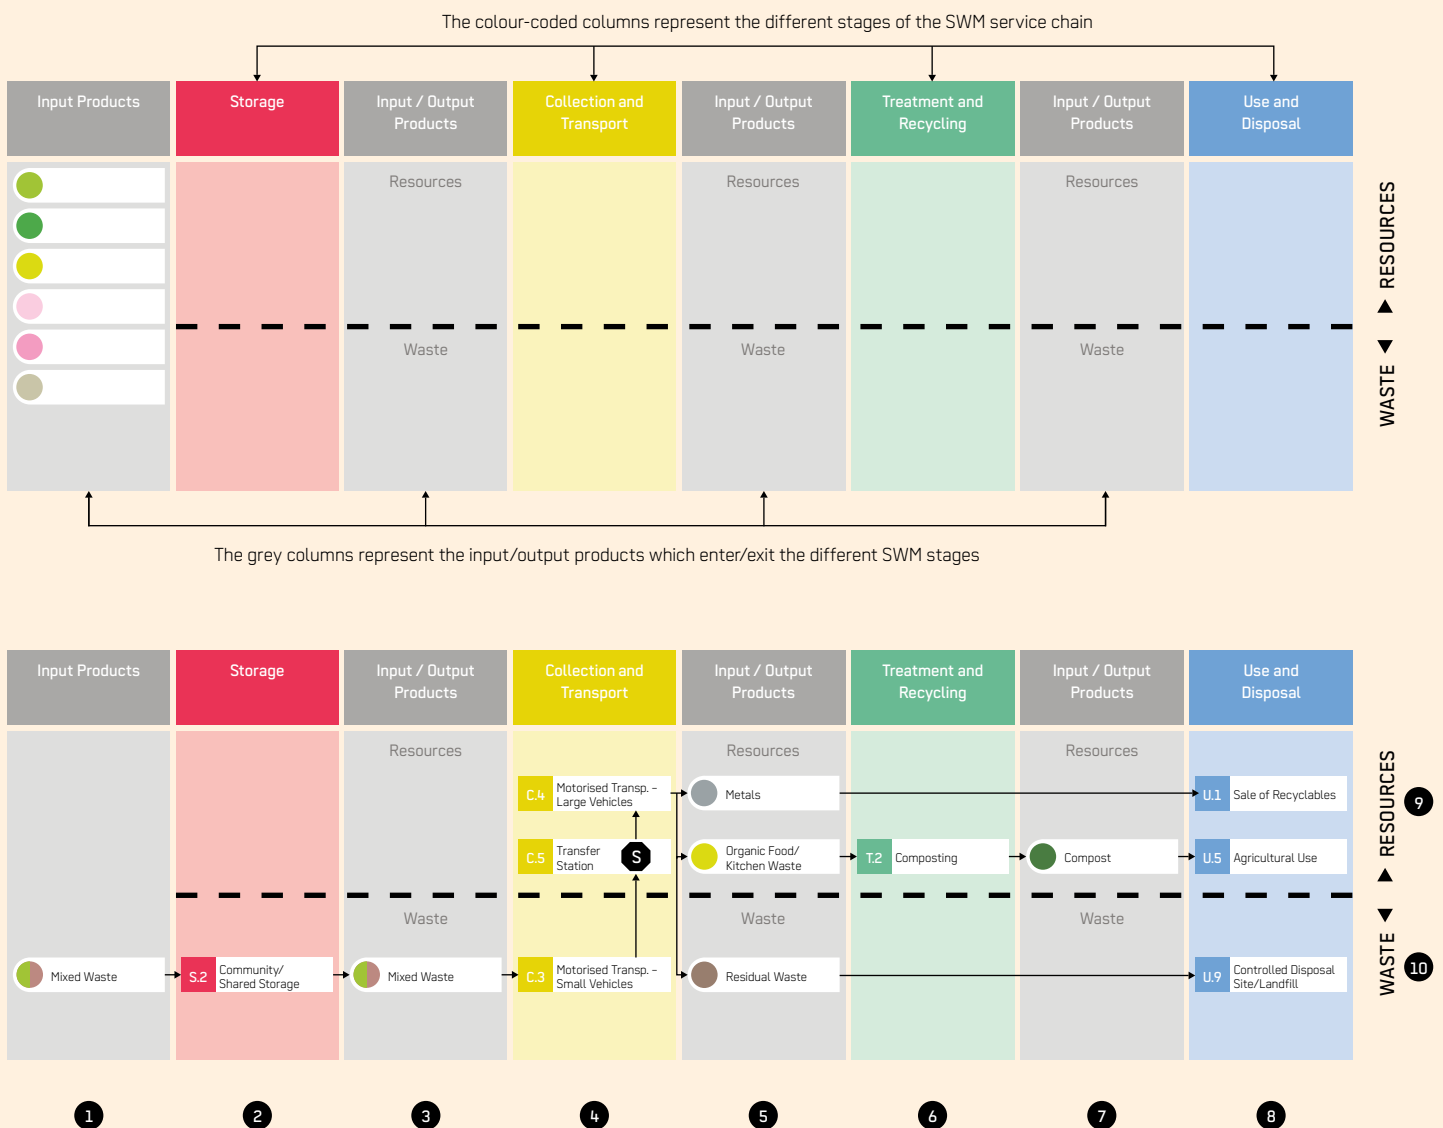 The colour-coded columns represent the different stages of the SWM service chain
Input Products
Storage
Input / Output
Products
Collection and
Transport
Input / Output
Products
Treatment and
Recycling
Input / Output
Products
Use and
Disposal
Resources
Resources
Resources
Waste
Waste
Waste
WASTE ◀ ▶ RESOURCES
The grey columns represent the input/output products which enter/exit the different SWM stages
Input Products
Storage
Input / Output
Products
Collection and
Transport
Input / Output
Products
Treatment and
Recycling
Input / Output
Products
Use and
Disposal
Resources
Resources
Resources
C.4
Motorised Transp. –
Large Vehicles
Metals
U.1
Sale of Recyclables
C.5
Transfer
Station
S
Organic Food/
Kitchen Waste
T.2
Composting
Compost
U.5
Agricultural Use
Waste
Waste
Waste
Mixed Waste
S.2
Community/
Shared Storage
Mixed Waste
C.3
Motorised Transp. –
Small Vehicles
Residual Waste
U.9
Controlled Disposal
Site/Landfill
WASTE ◀ ▶ RESOURCES
9
10
1
2
3
4
5
6
7
8